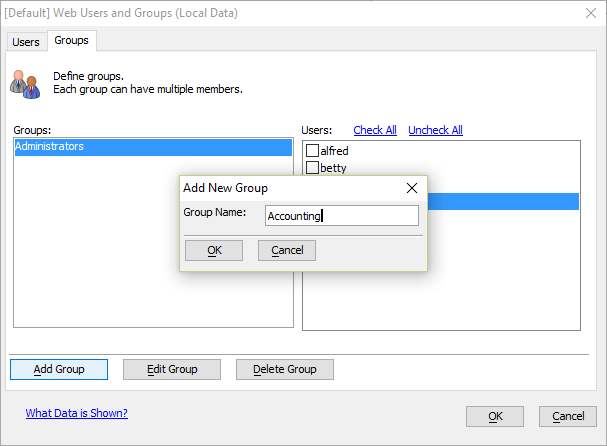 [Default] Web Users and Groups (Local Data)
Users Groups
Define groups.
Each group can have multiple members.
Groups:
Users: Check All Uncheck All
Administrators
alfred
betty
Add New Group
Group Name: Accounting
OK Cancel
Add Group Edit Group Delete Group
What Data is Shown?
OK Cancel